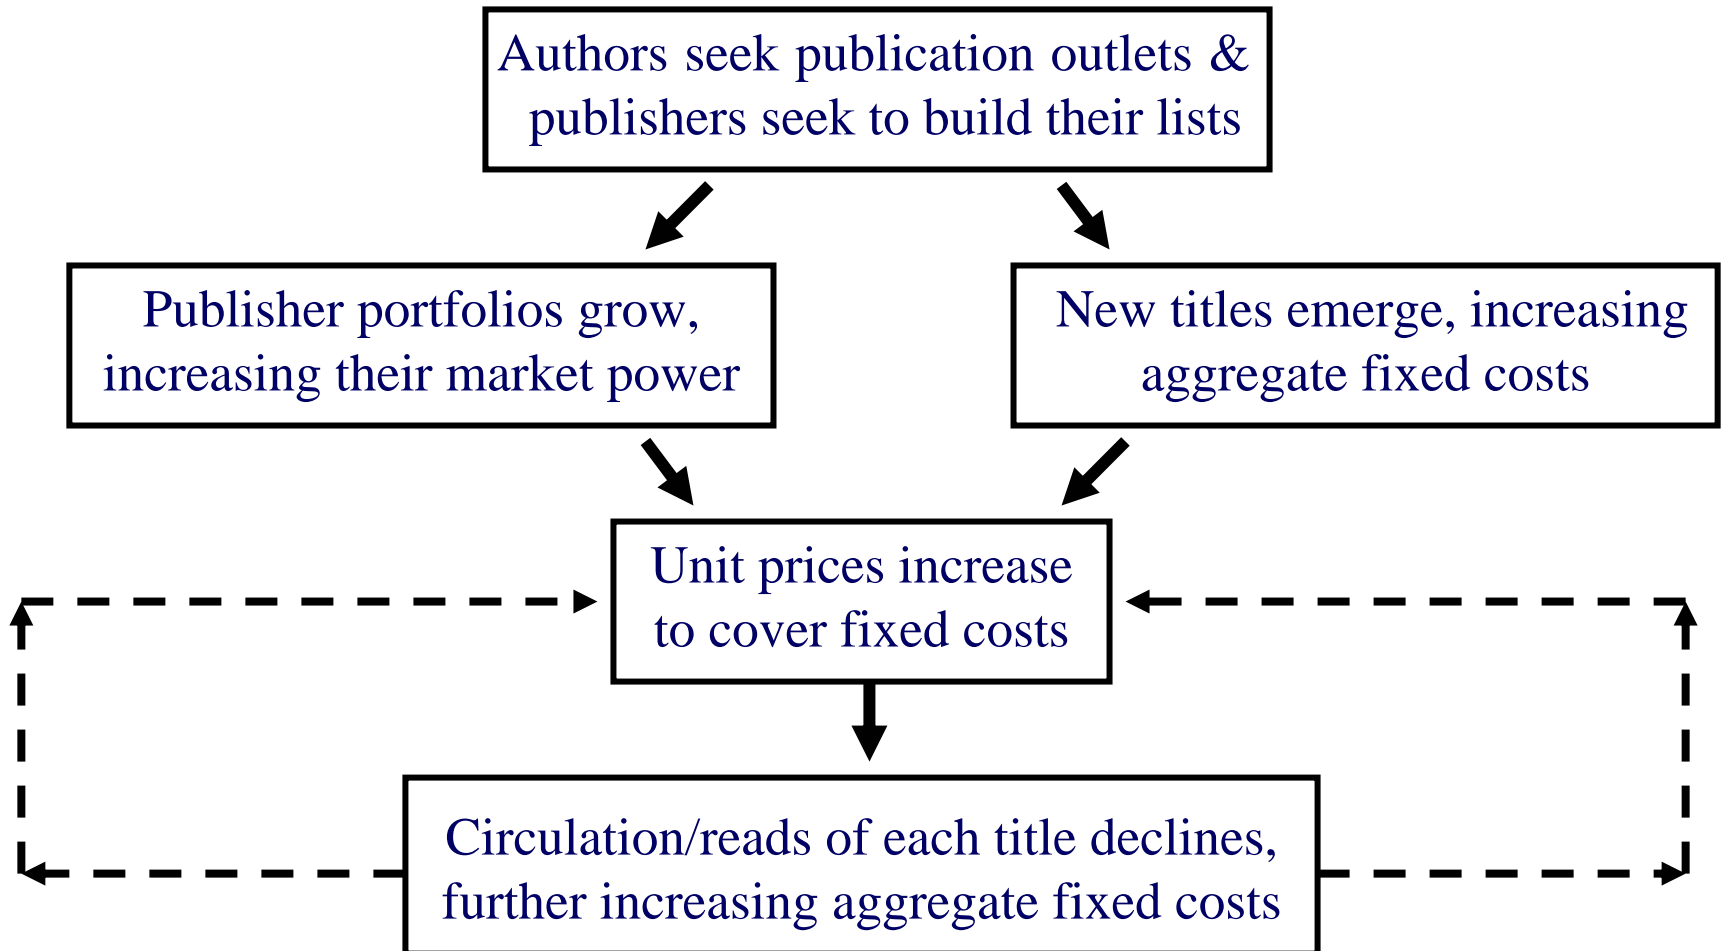 Authors seek publication outlets &
publishers seek to build their lists
Publisher portfolios grow,
increasing their market power
New titles emerge, increasing
aggregate fixed costs
Unit prices increase
to cover fixed costs
Circulation/reads of each title declines,
further increasing aggregate fixed costs